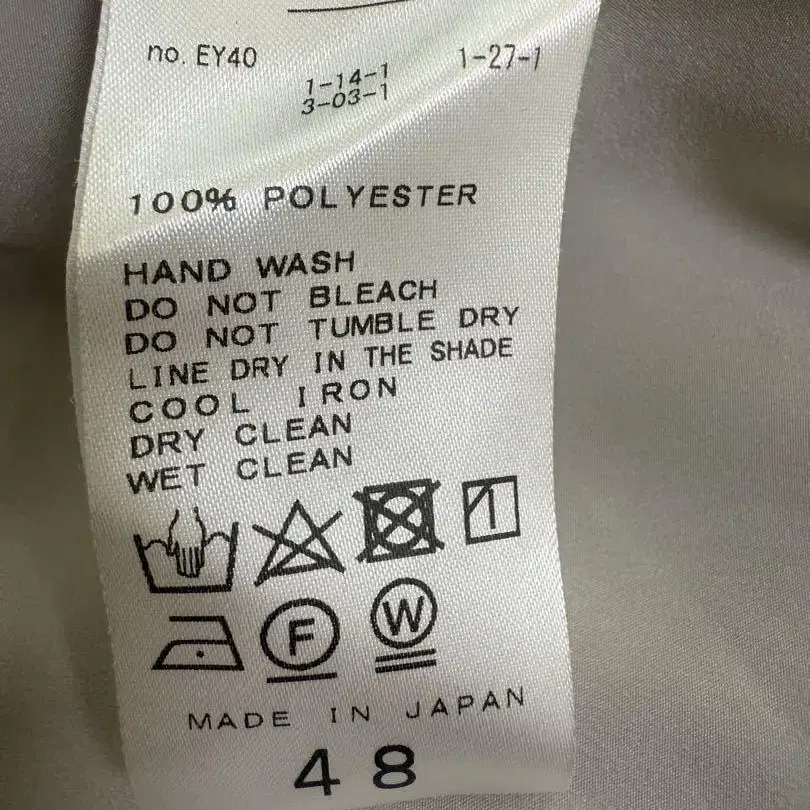 no. EY40
1-14-1
3-03-1
1-27-1
100% POLYESTER
HAND WASH
DO NOT BLEACH
DO NOT TUMBLE DRY
LINE DRY IN THE SHADE
COOL IRON
DRY CLEAN
WET CLEAN
F W
MADE IN JAPAN
48